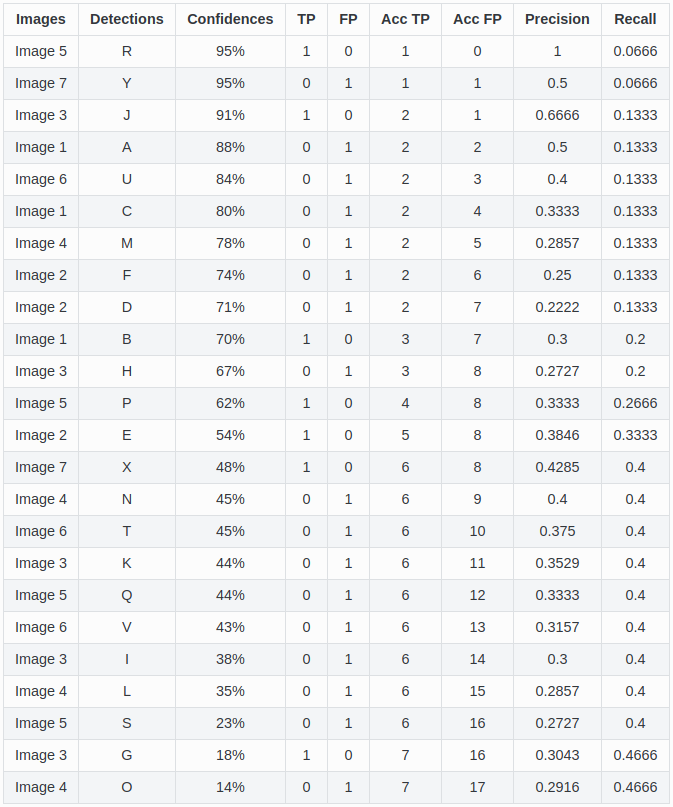 Images Detections Confidences TP FP Acc TP Acc FP Precision Recall
Image 5 R 95% 1 0 1 0 1 0.0666
Image 7 Y 95% 0 1 1 1 0.5 0.0666
Image 3 J 91% 1 0 2 1 0.6666 0.1333
Image 1 A 88% 0 1 2 2 0.5 0.1333
Image 6 U 84% 0 1 2 3 0.4 0.1333
Image 1 C 80% 0 1 2 4 0.3333 0.1333
Image 4 M 78% 0 1 2 5 0.2857 0.1333
Image 2 F 74% 0 1 2 6 0.25 0.1333
Image 2 D 71% 0 1 2 7 0.2222 0.1333
Image 1 B 70% 1 0 3 7 0.3 0.2
Image 3 H 67% 0 1 3 8 0.2727 0.2
Image 5 P 62% 1 0 4 8 0.3333 0.2666
Image 2 E 54% 1 0 5 8 0.3846 0.3333
Image 7 X 48% 1 0 6 8 0.4285 0.4
Image 4 N 45% 0 1 6 9 0.4 0.4
Image 6 T 45% 0 1 6 10 0.375 0.4
Image 3 K 44% 0 1 6 11 0.3529 0.4
Image 5 Q 44% 0 1 6 12 0.3333 0.4
Image 6 V 43% 0 1 6 13 0.3157 0.4
Image 3 I 38% 0 1 6 14 0.3 0.4
Image 4 L 35% 0 1 6 15 0.2857 0.4
Image 5 S 23% 0 1 6 16 0.2727 0.4
Image 3 G 18% 1 0 7 16 0.3043 0.4666
Image 4 O 14% 0 1 7 17 0.2916 0.4666